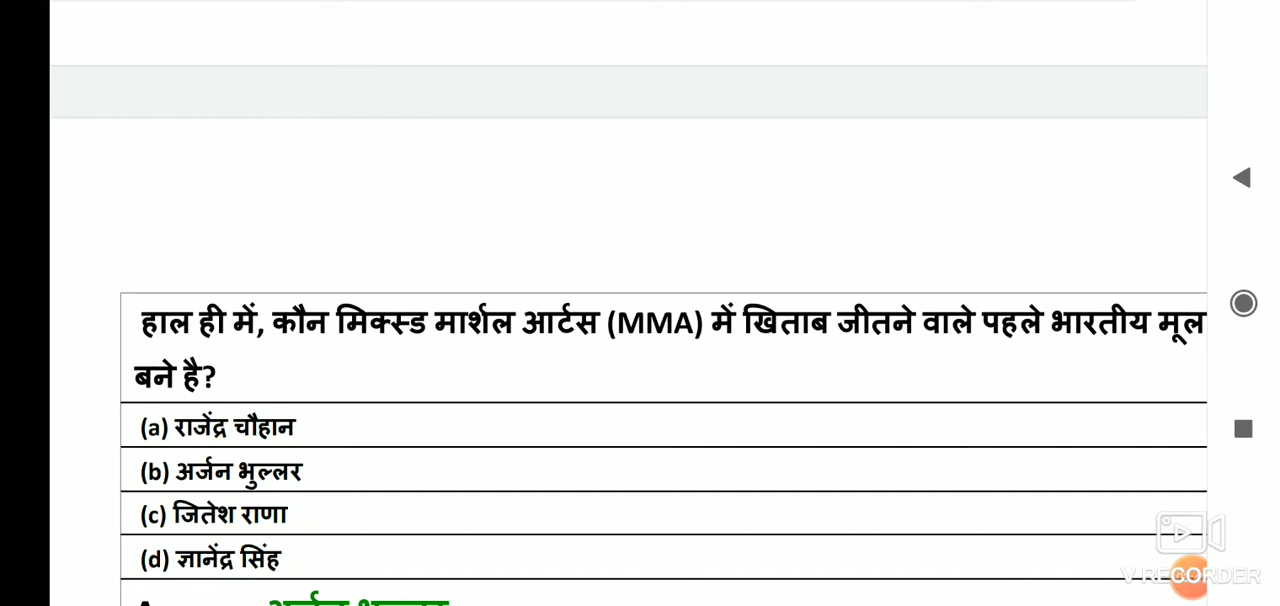 हाल ही में, कौन मिक्स्ड मार्शल आर्टस (MMA) में खिताब जीतने वाले पहले भारतीय मूल
बने है?
(a) राजेंद्र चौहान
(b) अर्जन भुल्लर
(c) जितेश राणा
(d) ज्ञानेंद्र सिंह
V RECORDER